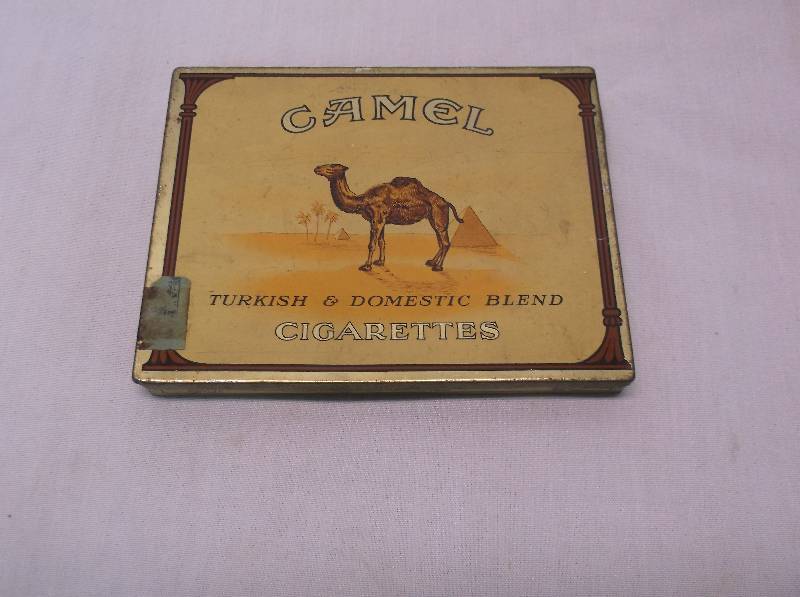 CAMEL
TURKISH & DOMESTIC BLEND
CIGARETTES